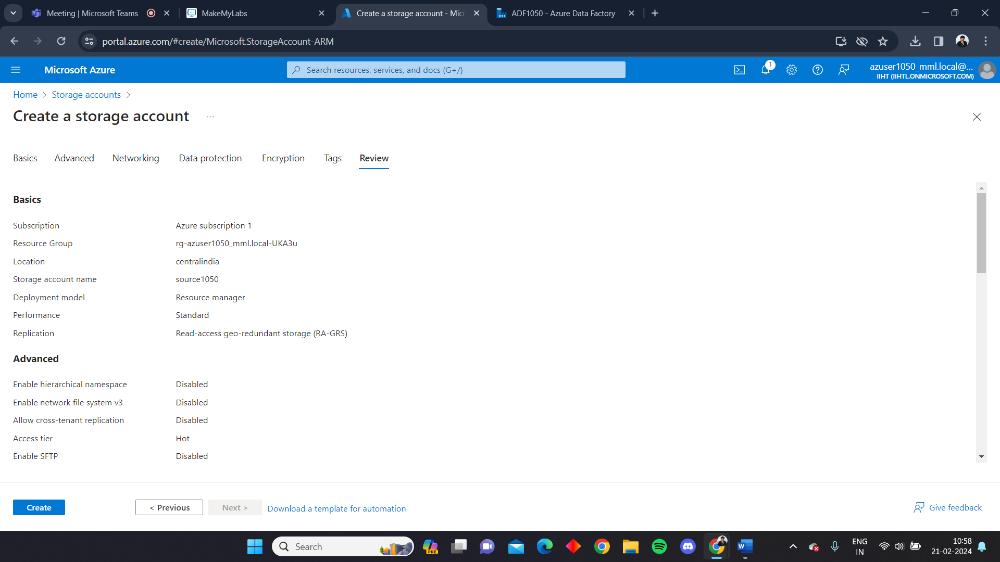 Meeting | Microsoft Teams
MakeMyLabs
Create a storage account - Micr
ADF1050 - Azure Data Factory
portal.azure.com/#create/Microsoft.StorageAccount-ARM
Microsoft Azure
Search resources, services, and docs (G+/)
1
azuser1050_mml.local@...
IIHT (IIHTL.ONMICROSOFT.COM)
Home > Storage accounts >
Create a storage account ...
Basics
Advanced
Networking
Data protection
Encryption
Tags
Review
Basics
Subscription Azure subscription 1
Resource Group rg-azuser1050_mml.local-UKA3u
Location centralindia
Storage account name source1050
Deployment model Resource manager
Performance Standard
Replication Read-access geo-redundant storage (RA-GRS)
Advanced
Enable hierarchical namespace Disabled
Enable network file system v3 Disabled
Allow cross-tenant replication Disabled
Access tier Hot
Enable SFTP Disabled
Create
< Previous
Next >
Download a template for automation
Give feedback
Search
PRE
W
ENG
IN
10:58
21-02-2024